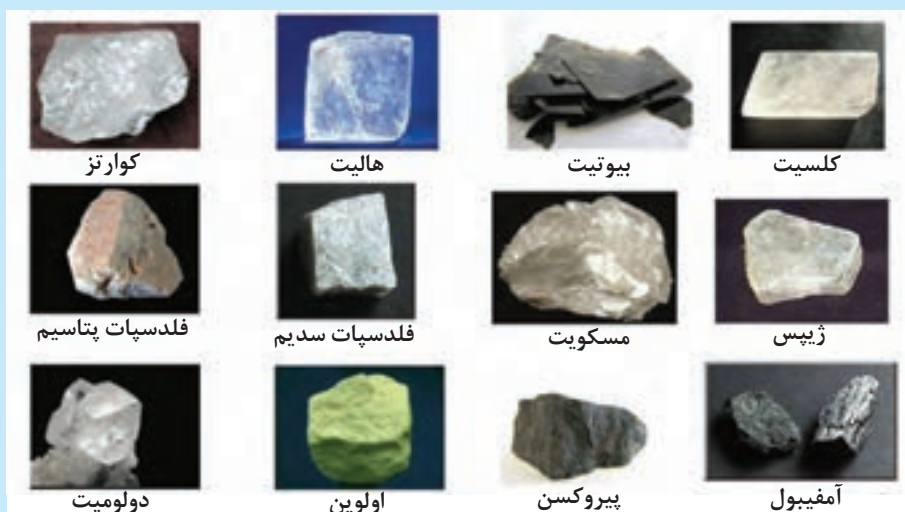 کلسیت
بیوتیت
هالیت
کوارتز
ژیپس
مسکویت
فلدسپات سدیم
فلدسپات پتاسیم
آمفیبول
پیروکسن
اولوین
دولومیت